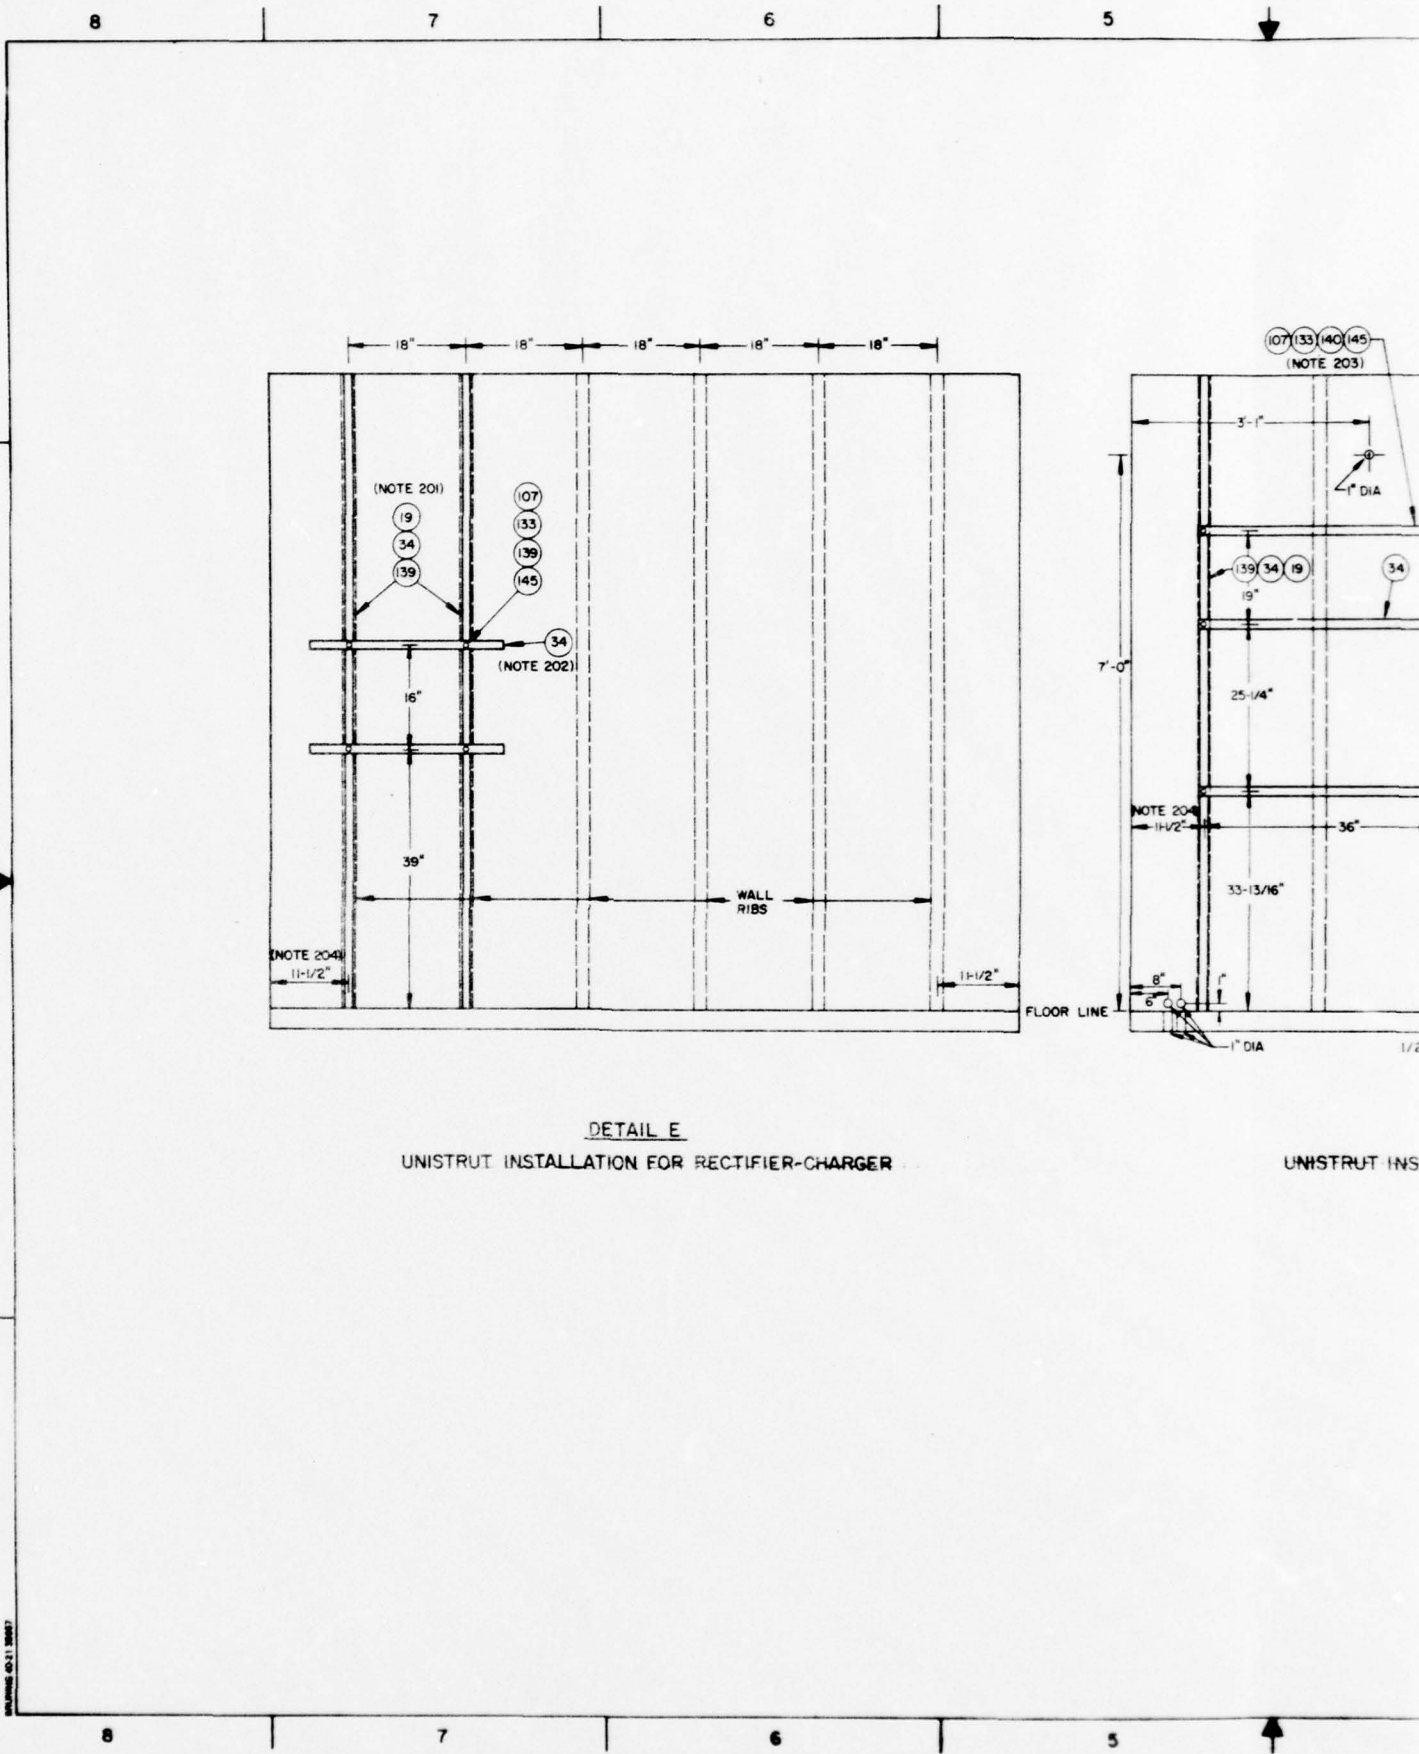 8 7 6 5
18" 18" 18" 18" 18"
(NOTE 201)
19
34
139
107
133
139
145
34
(NOTE 202)
16"
39"
WALL
RIBS
(NOTE 204)
11-1/2"
11-1/2"
FLOOR LINE
DETAIL E
UNISTRUT INSTALLATION FOR RECTIFIER-CHARGER
107 133 140 145
(NOTE 203)
3'-1"
1" DIA
139 34 19
34
19"
7'-0"
25-1/4"
NOTE 204
11-1/2"
36"
33-13/16"
8"
6"
1"
1" DIA
1/2
UNISTRUT INS
8 7 6 5